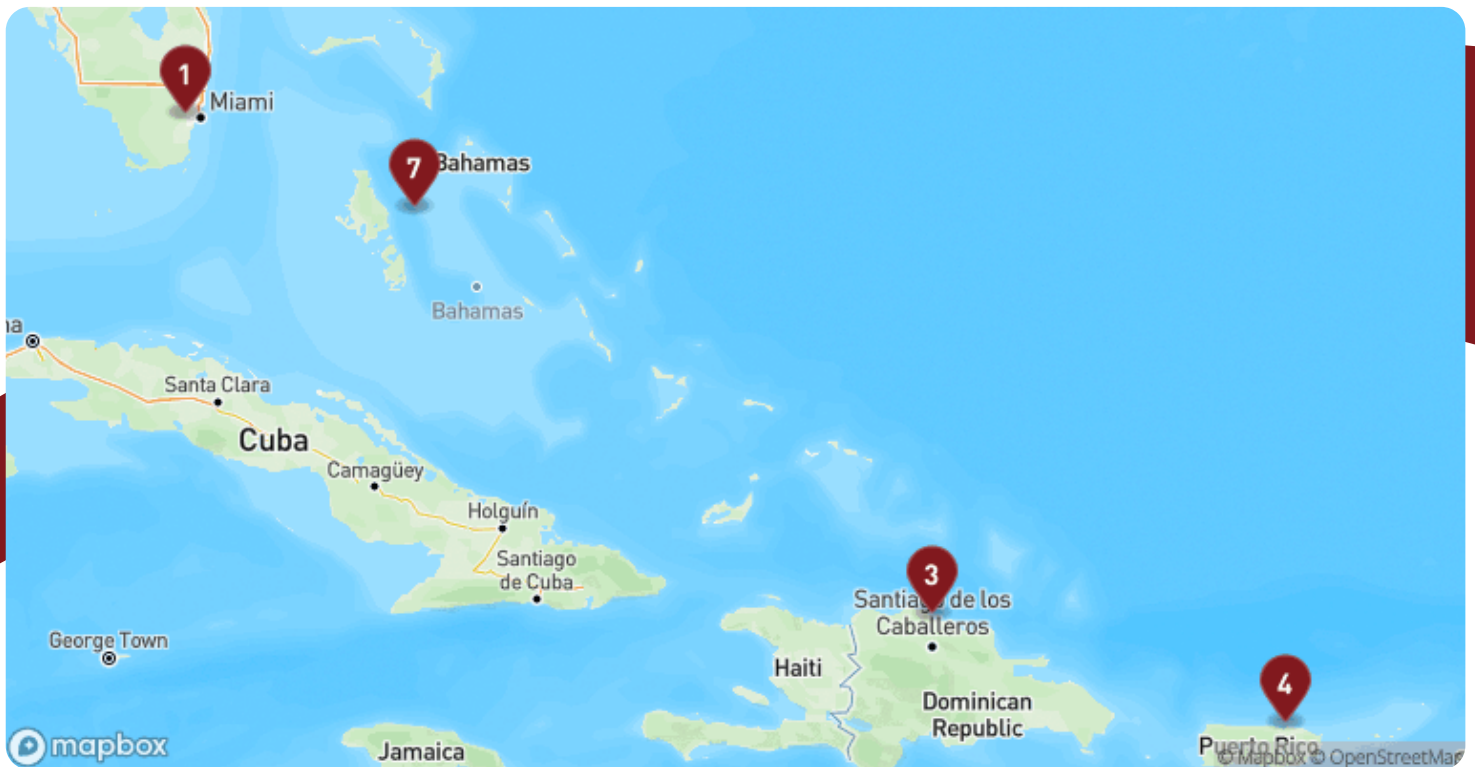 1
Miami
7
Bahamas
Bahamas
na
Santa Clara
Cuba
Camagüey
Holguín
Santiago
de Cuba
3
Santiago de los
Caballeros
George Town
Haiti
4
Dominican
Republic
mapbox
Jamaica
Puerto Rico
© Mapbox © OpenStreetMap